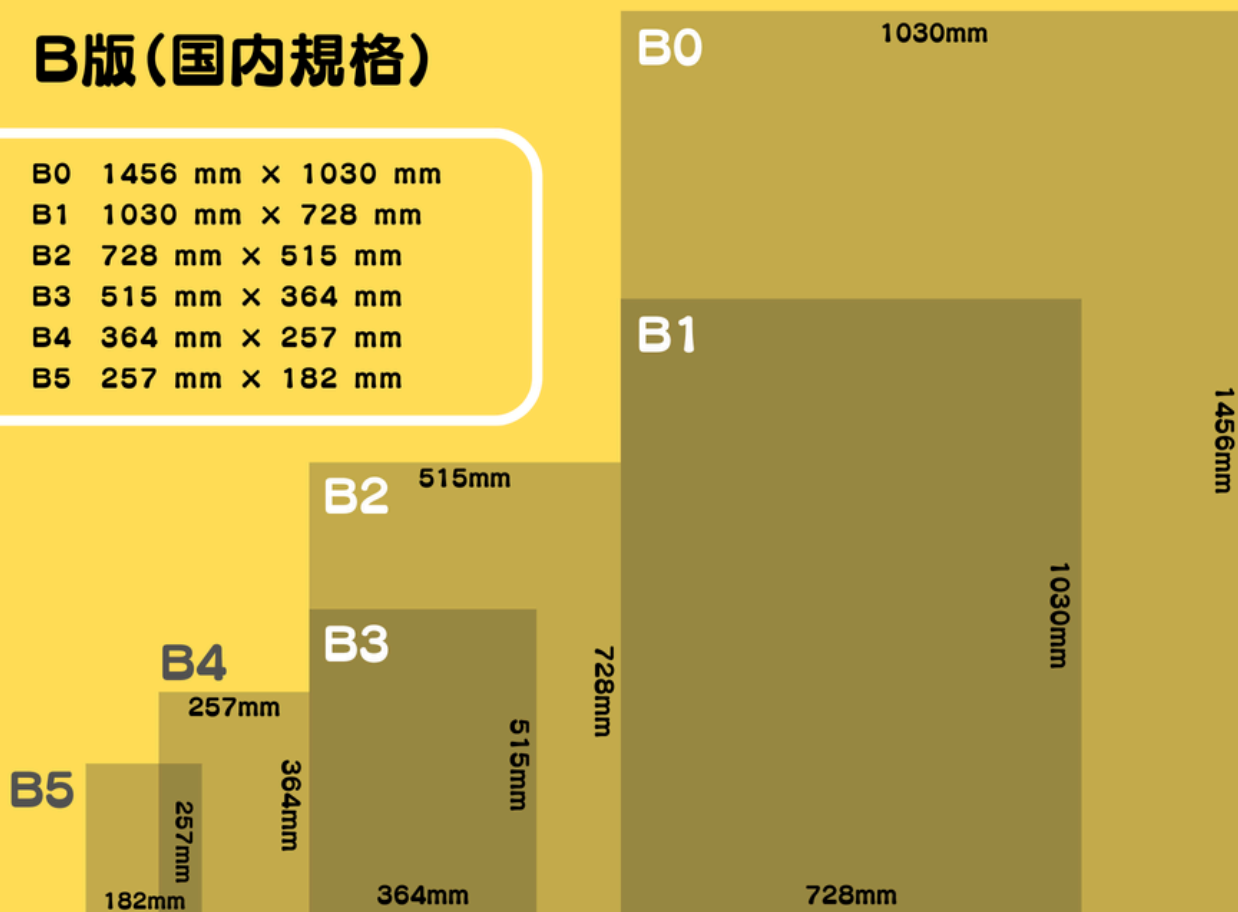 B版(国内規格)
B0 1456 mm × 1030 mm
B1 1030 mm × 728 mm
B2 728 mm × 515 mm
B3 515 mm × 364 mm
B4 364 mm × 257 mm
B5 257 mm × 182 mm
B0
1030mm
1456mm
B1
1030mm
728mm
B2
515mm
728mm
B3
515mm
364mm
B4
257mm
364mm
B5
257mm
182mm